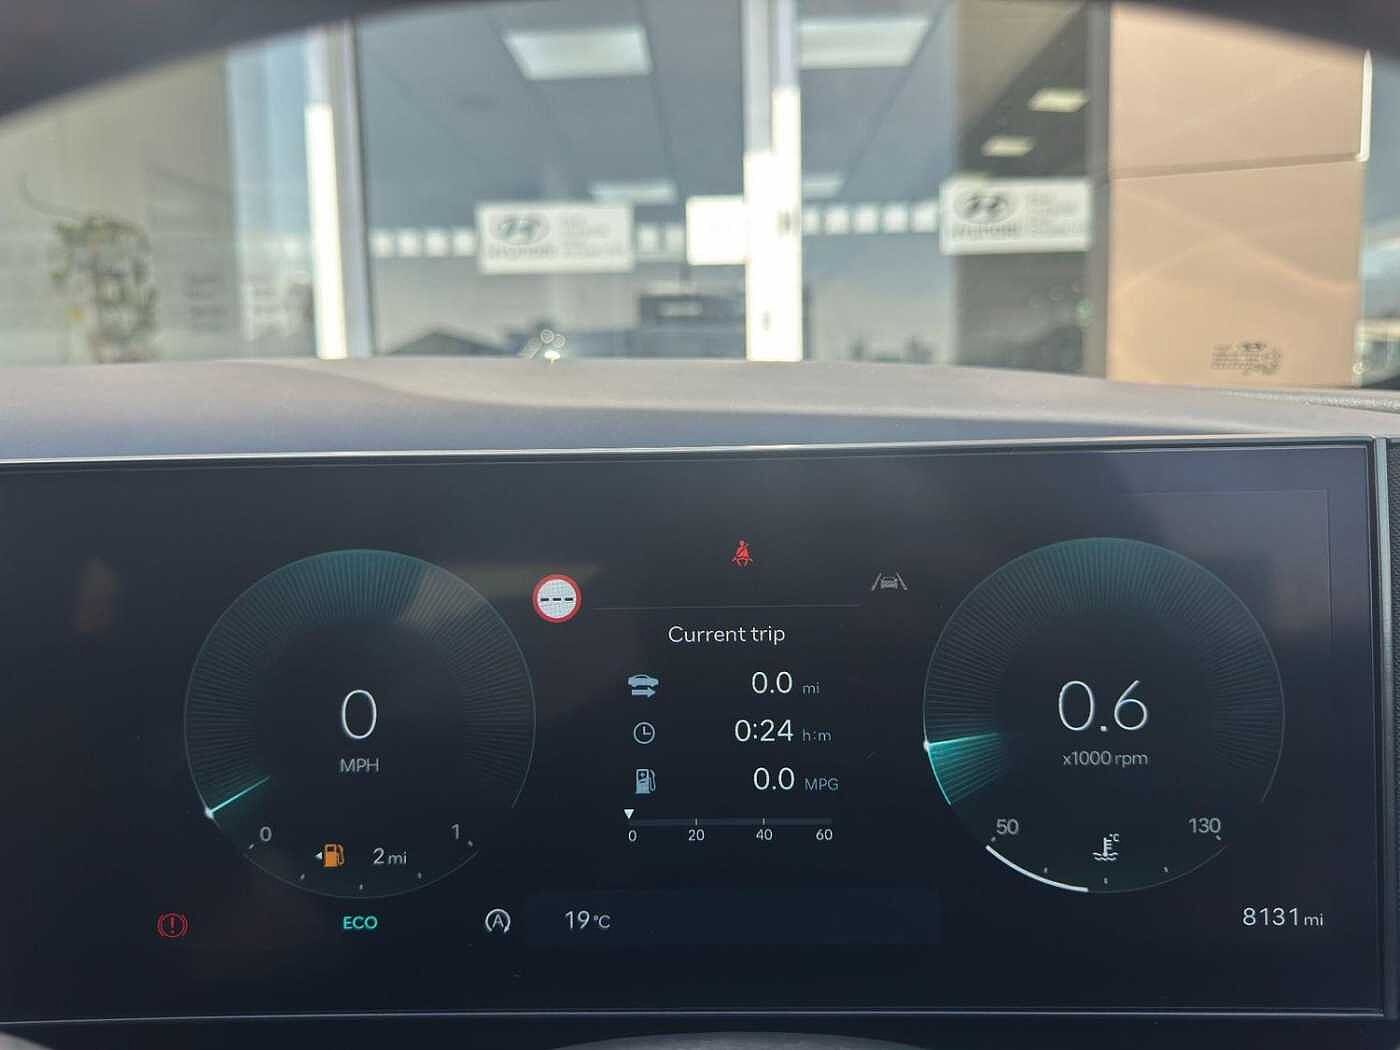 HYUNDAI
Current trip
0.0 mi
0:24 h:m
0.0 MPG
0 20 40 60
0
MPH
0 1
2 mi
0.6
x1000 rpm
50 °C 130
ECO
A
19°C
8131 mi